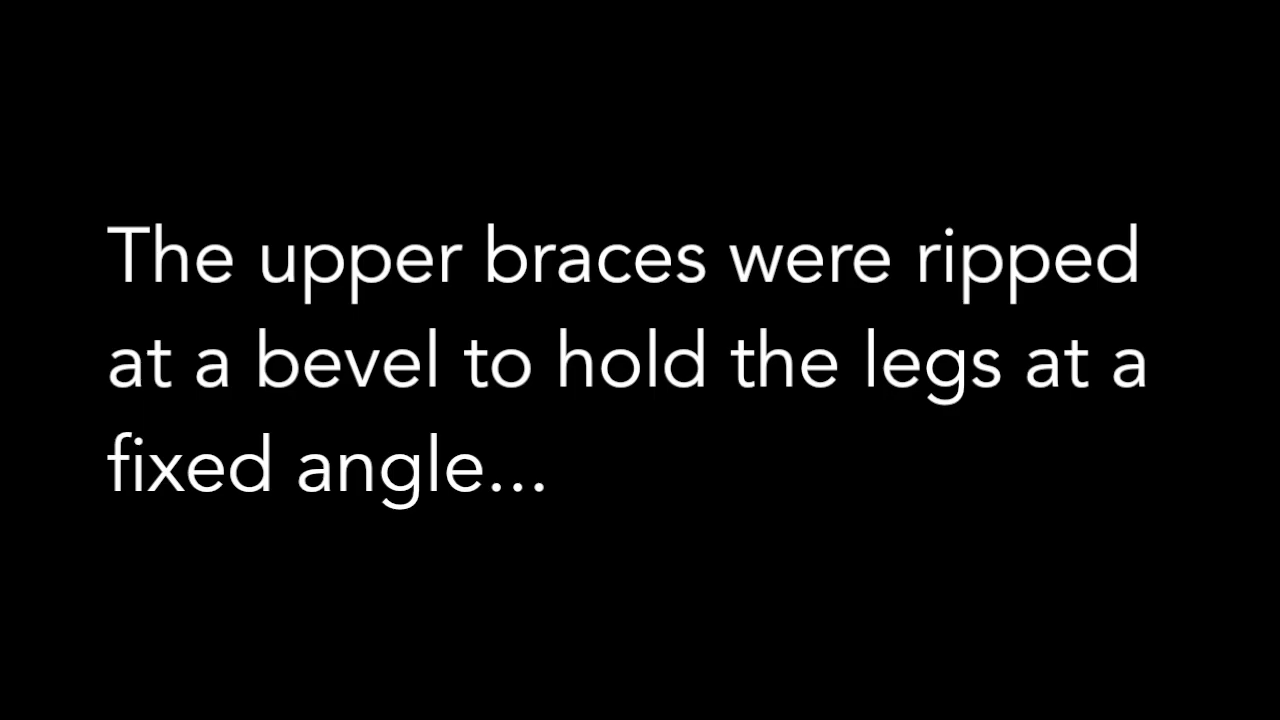 The upper braces were ripped
at a bevel to hold the legs at a
fixed angle...